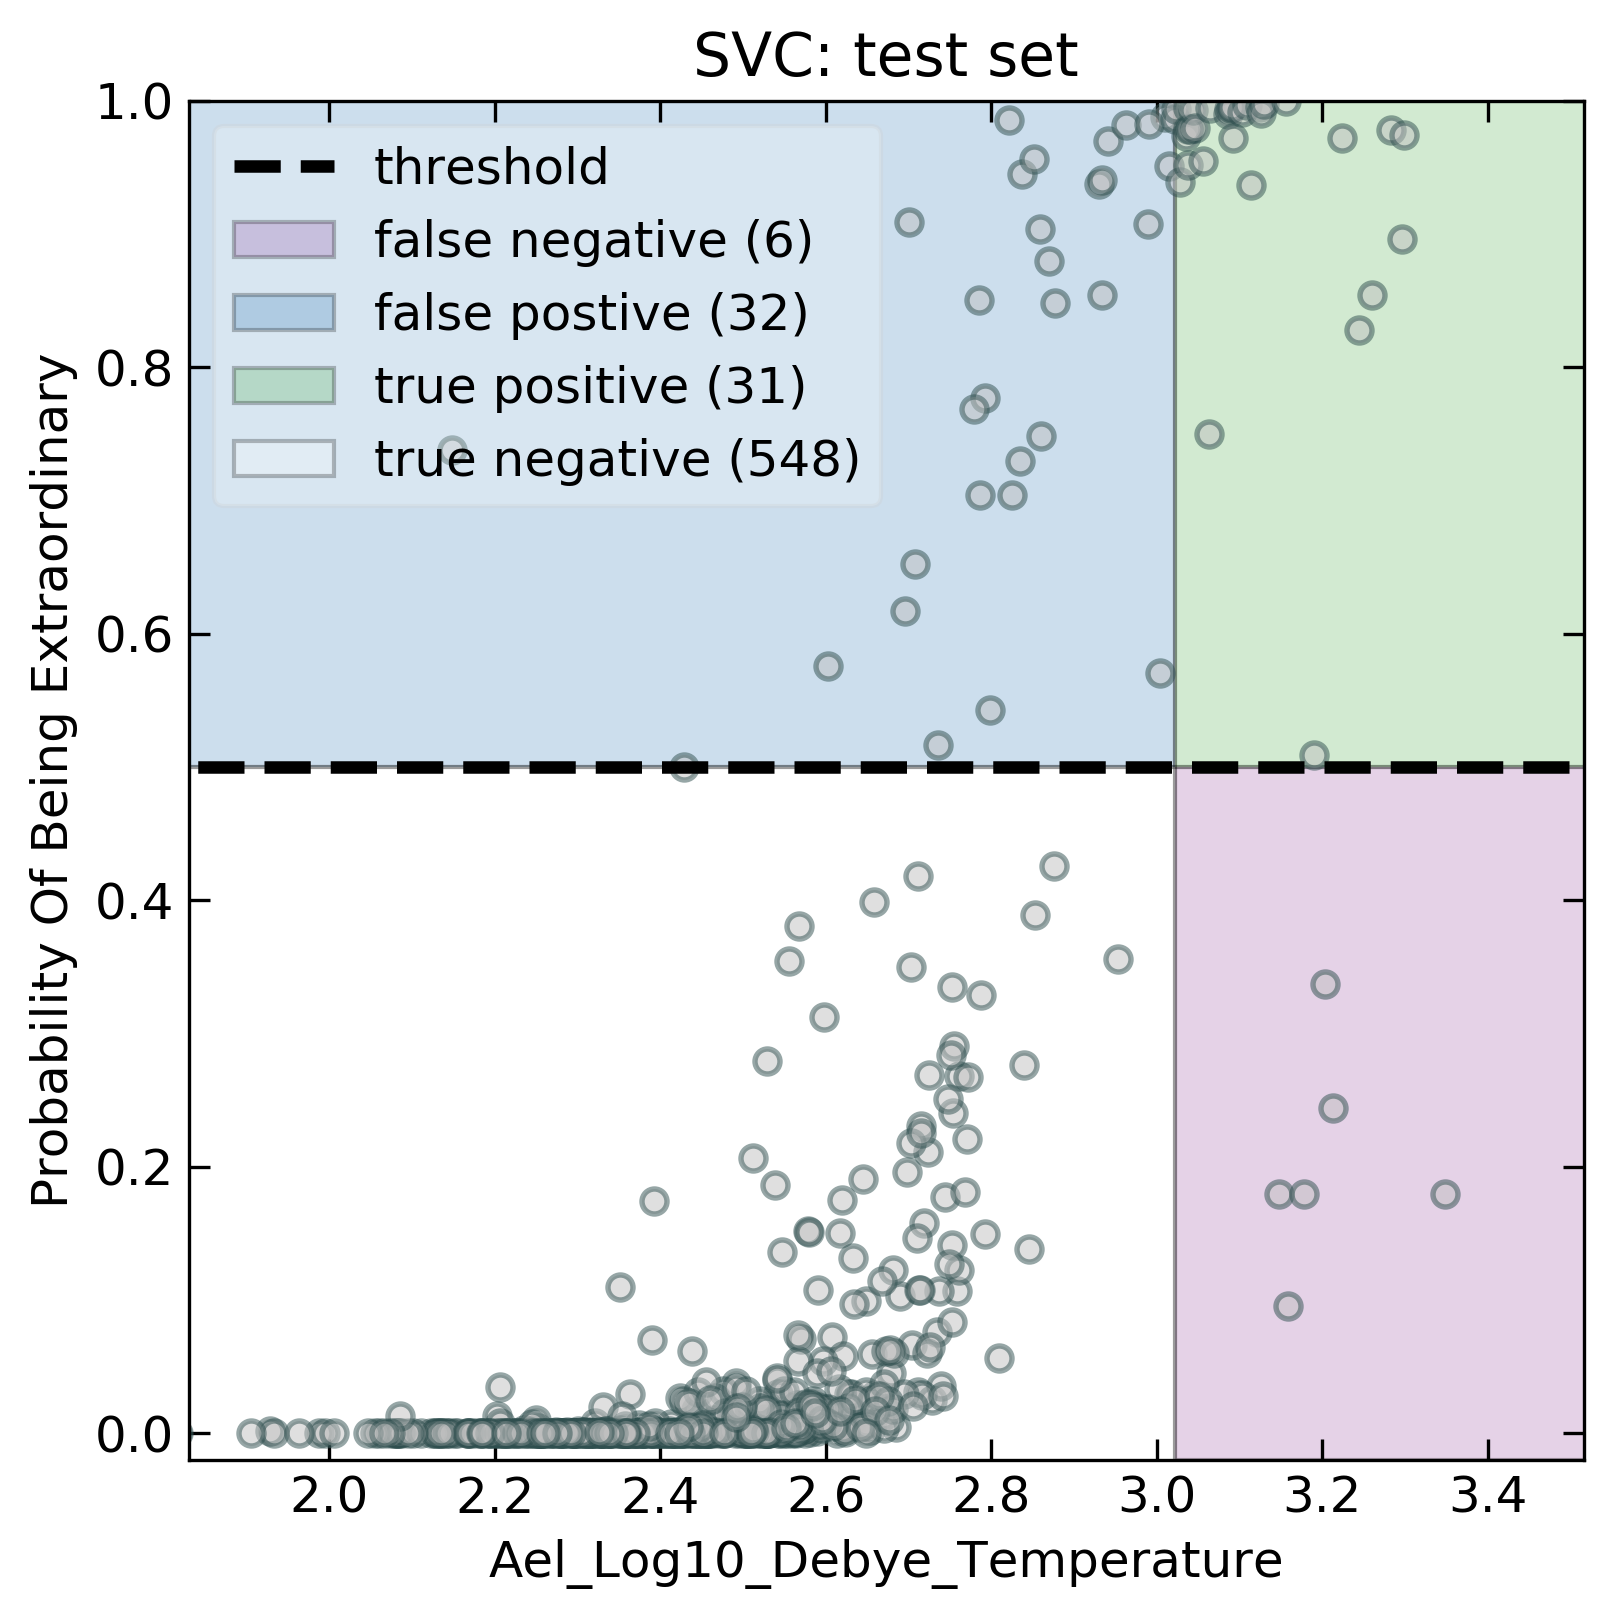 SVC: test set
1.0
0.8
0.6
0.4
0.2
0.0
Probability Of Being Extraordinary
threshold
false negative (6)
false postive (32)
true positive (31)
true negative (548)
2.0 2.2 2.4 2.6 2.8 3.0 3.2 3.4
Ael_Log10_Debye_Temperature